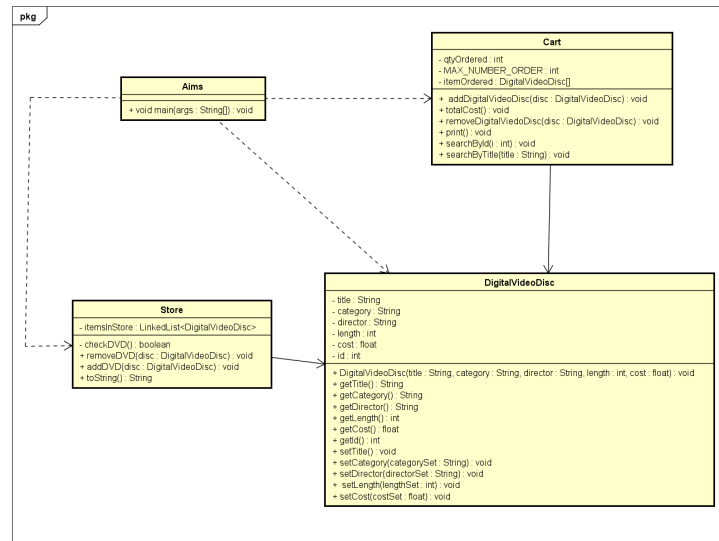 pkg
Aims
+ void main(args : String[]) : void
Cart
- qtyOrdered : int
- MAX_NUMBER_ORDER : int
- itemOrdered : DigitalVideoDisc[]
+ addDigitalVideoDisc(disc : DigitalVideoDisc) : void
+ totalCost() : void
+ removeDigitalViedoDisc(disc : DigitalVideoDisc) : void
+ print() : void
+ searchById(i : int) : void
+ searchByTitle(title : String) : void
Store
- itemsInStore : LinkedList<DigitalVideoDisc>
- checkDVD() : boolean
+ removeDVD(disc : DigitalVideoDisc) : void
+ addDVD(disc : DigitalVideoDisc) : void
+ toString() : String
DigitalVideoDisc
- title : String
- category : String
- director : String
- length : int
- cost : float
- id : int
+ DigitalVideoDisc(title : String, category : String, director : String, length : int, cost : float) : void
+ getTitle() : String
+ getCategory() : String
+ getDirector() : String
+ getLength() : int
+ getCost() : float
+ getId() : int
+ setTitle() : void
+ setCategory(categorySet : String) : void
+ setDirector(directorSet : String) : void
+ setLength(lengthSet : int) : void
+ setCost(costSet : float) : void